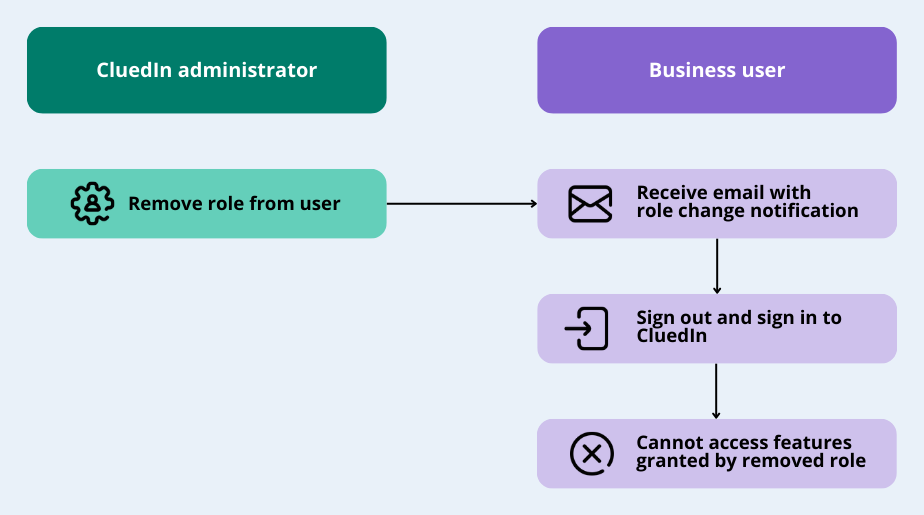 CluedIn administrator
Business user
Remove role from user
Receive email with
role change notification
Sign out and sign in to
CluedIn
Cannot access features
granted by removed role